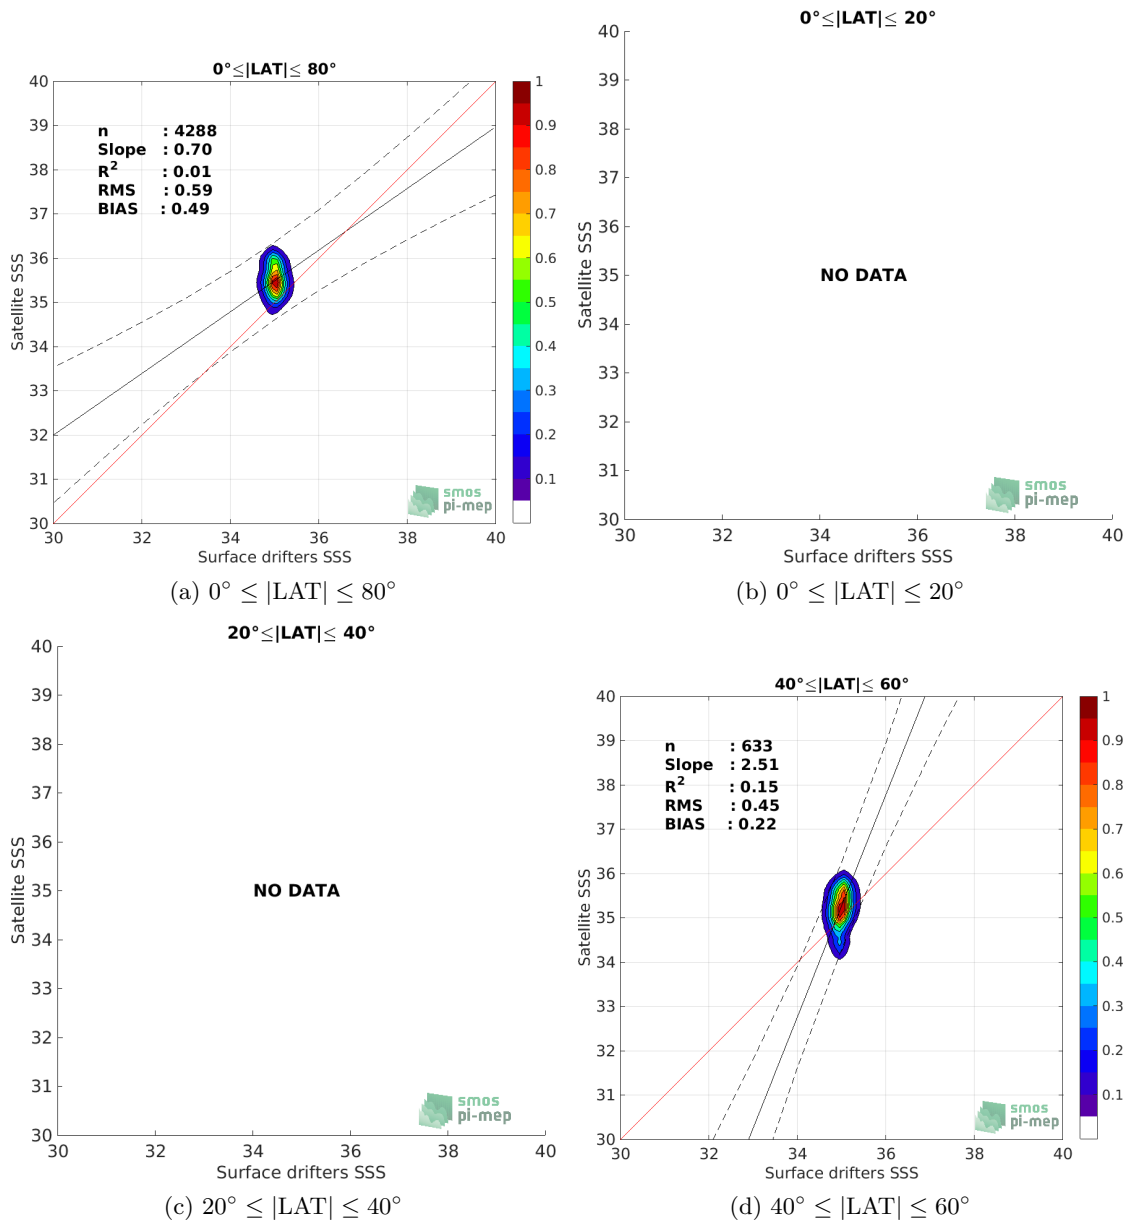 0°≤|LAT|≤ 80°
40
39
38
37
36
35
34
33
32
31
30
30
32
34
36
38
40
Satellite SSS
Surface drifters SSS
n : 4288
Slope : 0.70
R² : 0.01
RMS : 0.59
BIAS : 0.49
smos
pi-mep
1
0.9
0.8
0.7
0.6
0.5
0.4
0.3
0.2
0.1
(a) 0° ≤ |LAT| ≤ 80°
0°≤|LAT|≤ 20°
40
39
38
37
36
35
34
33
32
31
30
30
32
34
36
38
40
Satellite SSS
Surface drifters SSS
NO DATA
smos
pi-mep
(b) 0° ≤ |LAT| ≤ 20°
20°≤|LAT|≤ 40°
40
39
38
37
36
35
34
33
32
31
30
30
32
34
36
38
40
Satellite SSS
Surface drifters SSS
NO DATA
smos
pi-mep
(c) 20° ≤ |LAT| ≤ 40°
40°≤|LAT|≤ 60°
40
39
38
37
36
35
34
33
32
31
30
30
32
34
36
38
40
Satellite SSS
Surface drifters SSS
n : 633
Slope : 2.51
R² : 0.15
RMS : 0.45
BIAS : 0.22
smos
pi-mep
1
0.9
0.8
0.7
0.6
0.5
0.4
0.3
0.2
0.1
(d) 40° ≤ |LAT| ≤ 60°